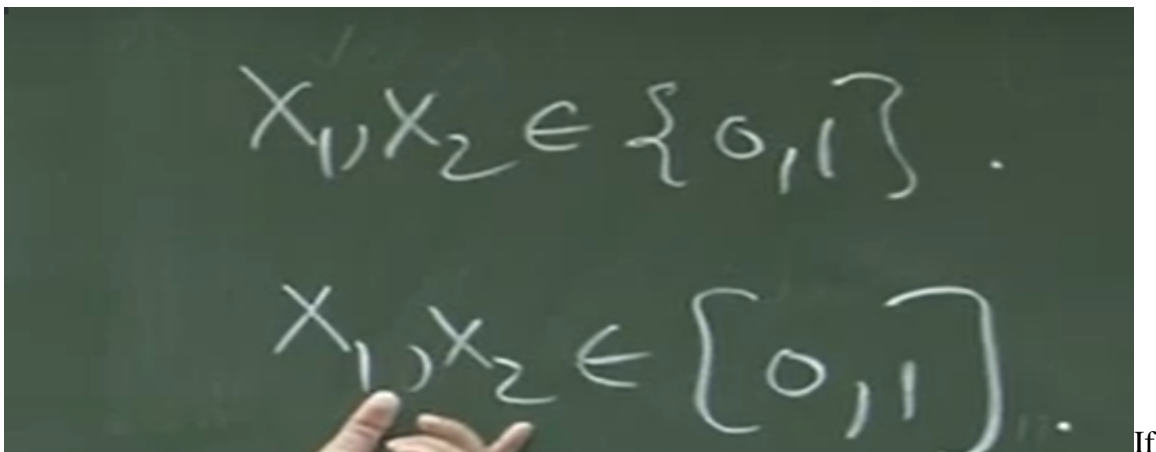 X₁, X₂ ∈ {0, 1}.
X₁, X₂ ∈ [0, 1].
If